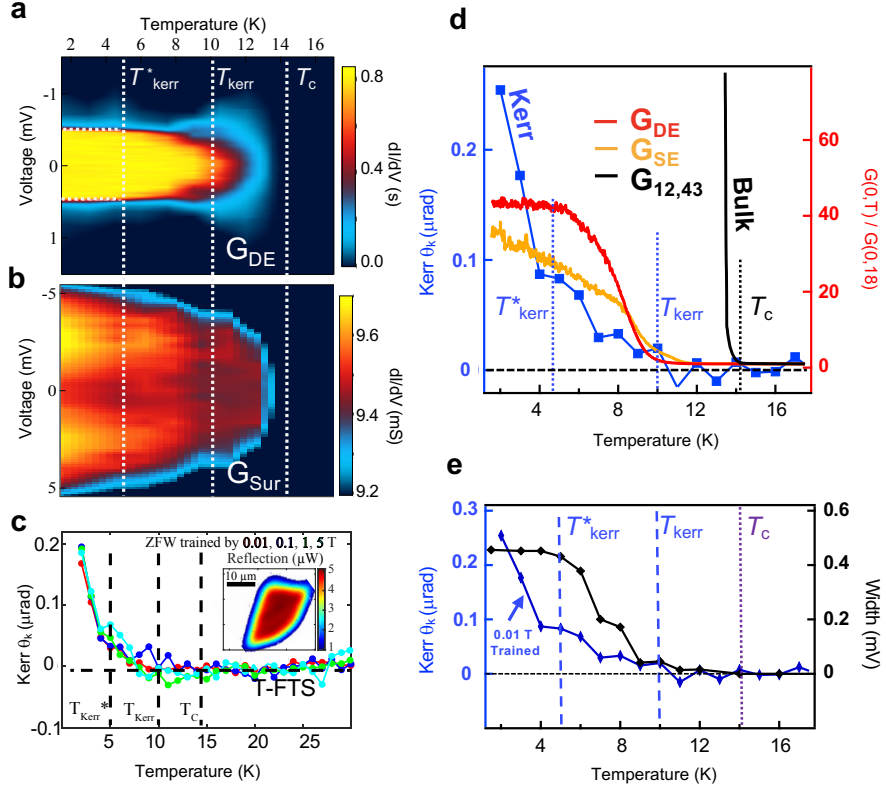 a
Temperature (K)
2 4 6 8 10 12 14 16
T*kerr
Tkerr
Tc
-1
0
1
Voltage (mV)
GDE
0.8
0.4
0.0
dI/dV (s)
b
-5
0
5
Voltage (mV)
GSur
9.6
9.4
9.2
dI/dV (mS)
c
0.2
0.1
0
-0.1
Kerr θk (μrad)
ZFW trained by 0.01, 0.1, 1, 5 T
Reflection (μW)
10 μm
5
4
3
2
1
T-FTS
TKerr*
TKerr
TC
5 10 15 20 25
Temperature (K)
d
0.2
0.1
0
Kerr θk (μrad)
Kerr
GDE
GSE
G12,43
Bulk
T*kerr
Tkerr
Tc
60
40
20
0
G(0,T) / G(0,18)
4 8 12 16
Temperature (K)
e
0.3
0.2
0.1
0
Kerr θk (μrad)
T*kerr
Tkerr
Tc
0.01 T
Trained
0.6
0.4
0.2
0
Width (mV)
4 8 12 16
Temperature (K)